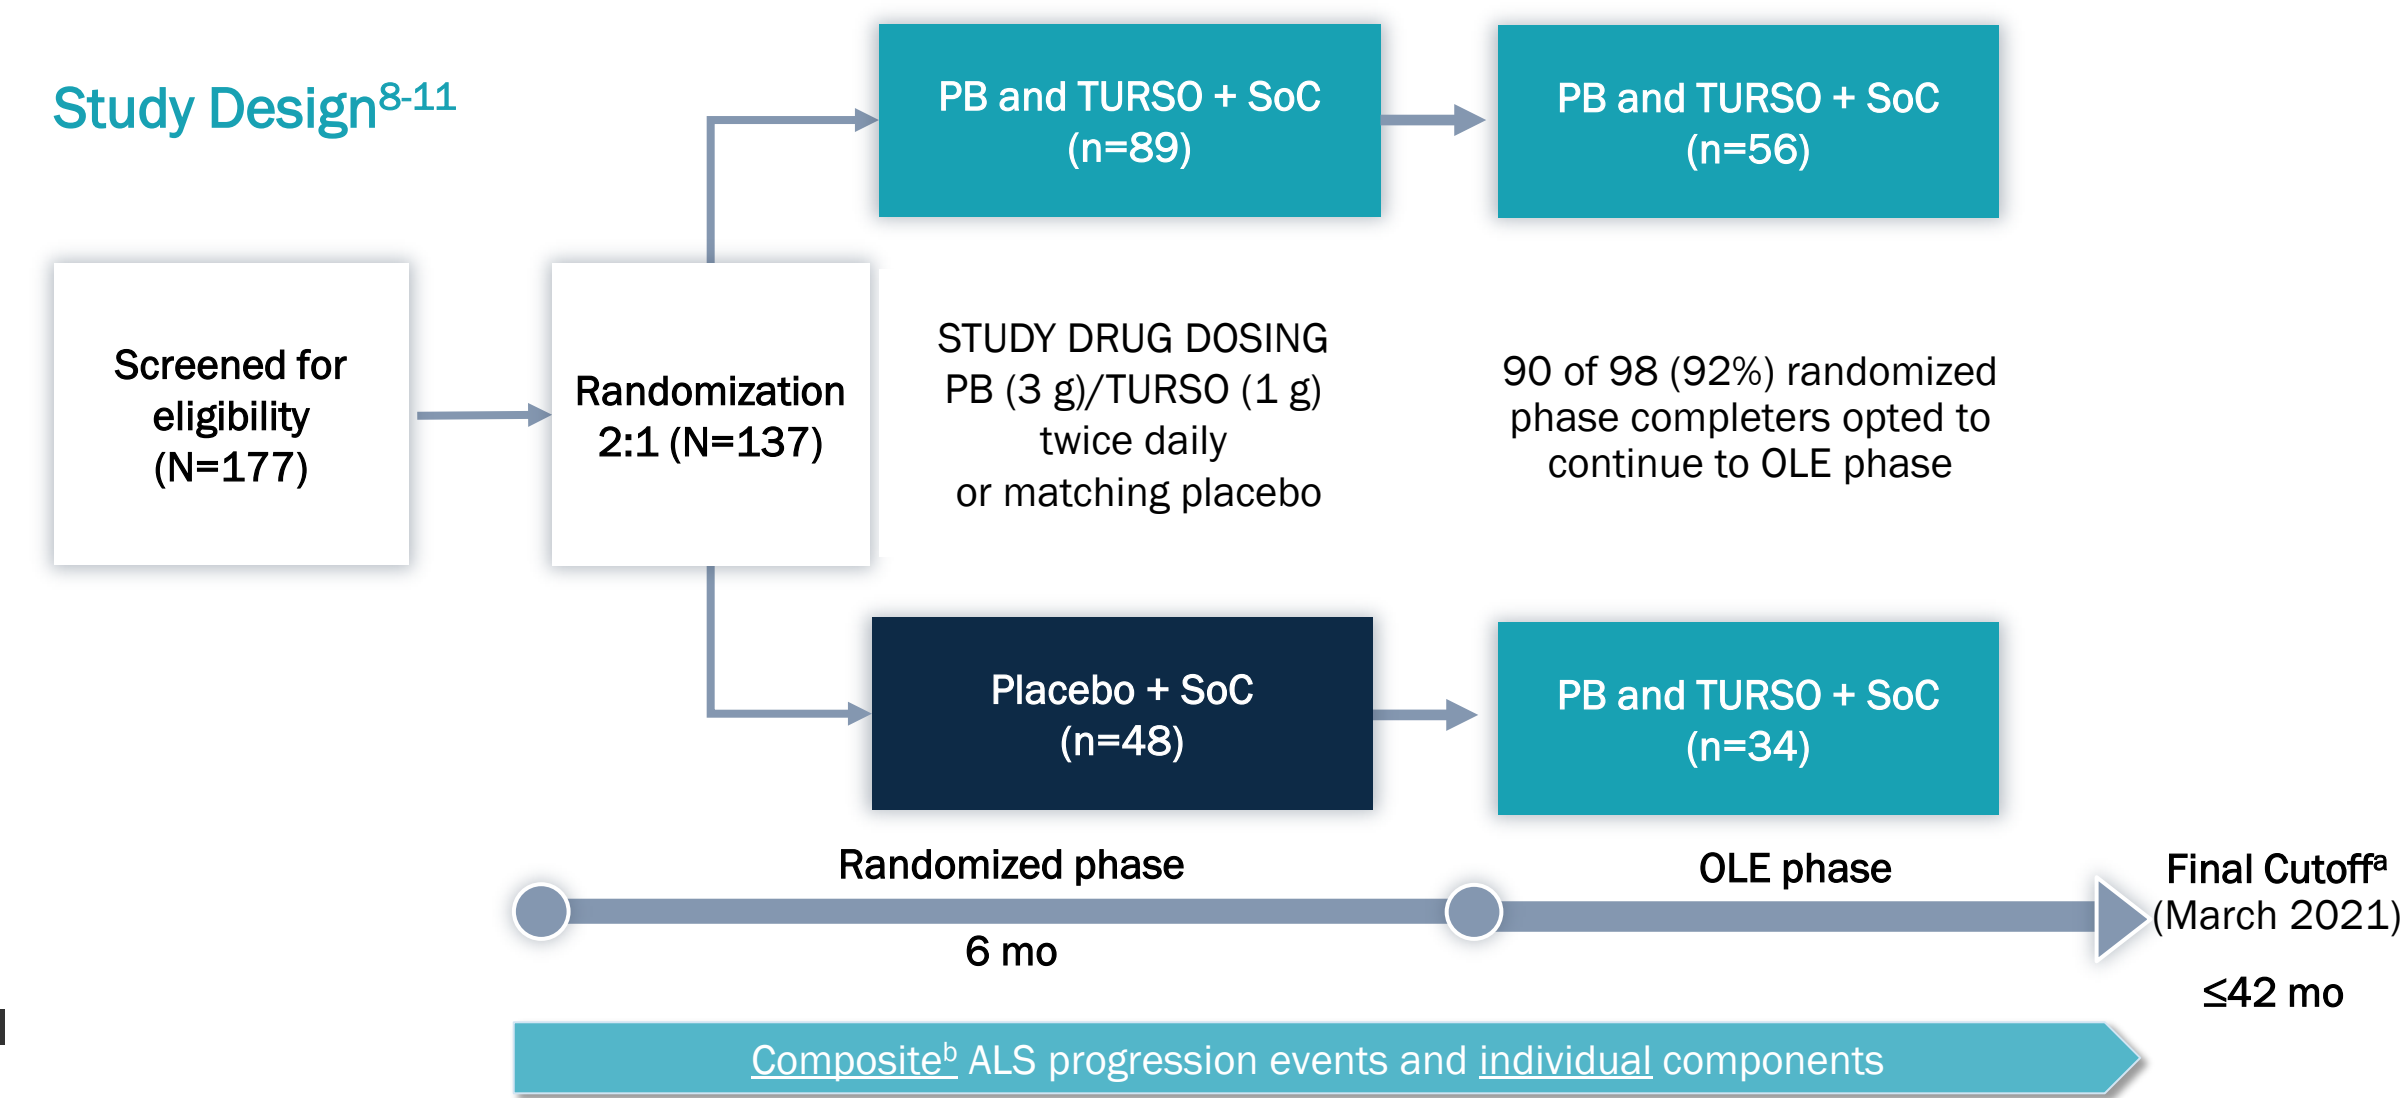 Study Design8-11
PB and TURSO + SoC
(n=89)
PB and TURSO + SoC
(n=56)
Screened for
eligibility
(N=177)
Randomization
2:1 (N=137)
STUDY DRUG DOSING
PB (3 g)/TURSO (1 g)
twice daily
or matching placebo
90 of 98 (92%) randomized
phase completers opted to
continue to OLE phase
Placebo + SoC
(n=48)
PB and TURSO + SoC
(n=34)
Randomized phase
6 mo
OLE phase
Final Cutoffa
(March 2021)
≤42 mo
Compositeb ALS progression events and individual components